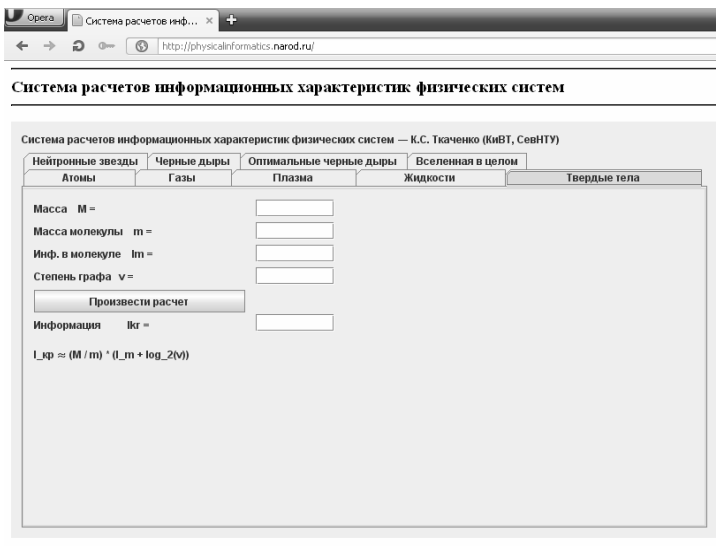 Opera
Система расчетов инф...
http://physicalinformatics.narod.ru/
Система расчетов информационных характеристик физических систем
Система расчетов информационных характеристик физических систем — К.С. Ткаченко (КиВТ, СевНТУ)
Нейтронные звезды Черные дыры Оптимальные черные дыры Вселенная в целом
Атомы Газы Плазма Жидкости Твердые тела
Масса M =
Масса молекулы m =
Инф. в молекуле Im =
Степень графа v =
Произвести расчет
Информация Ikr =
I_кр ≈ (M / m) * (I_m + log_2(v))